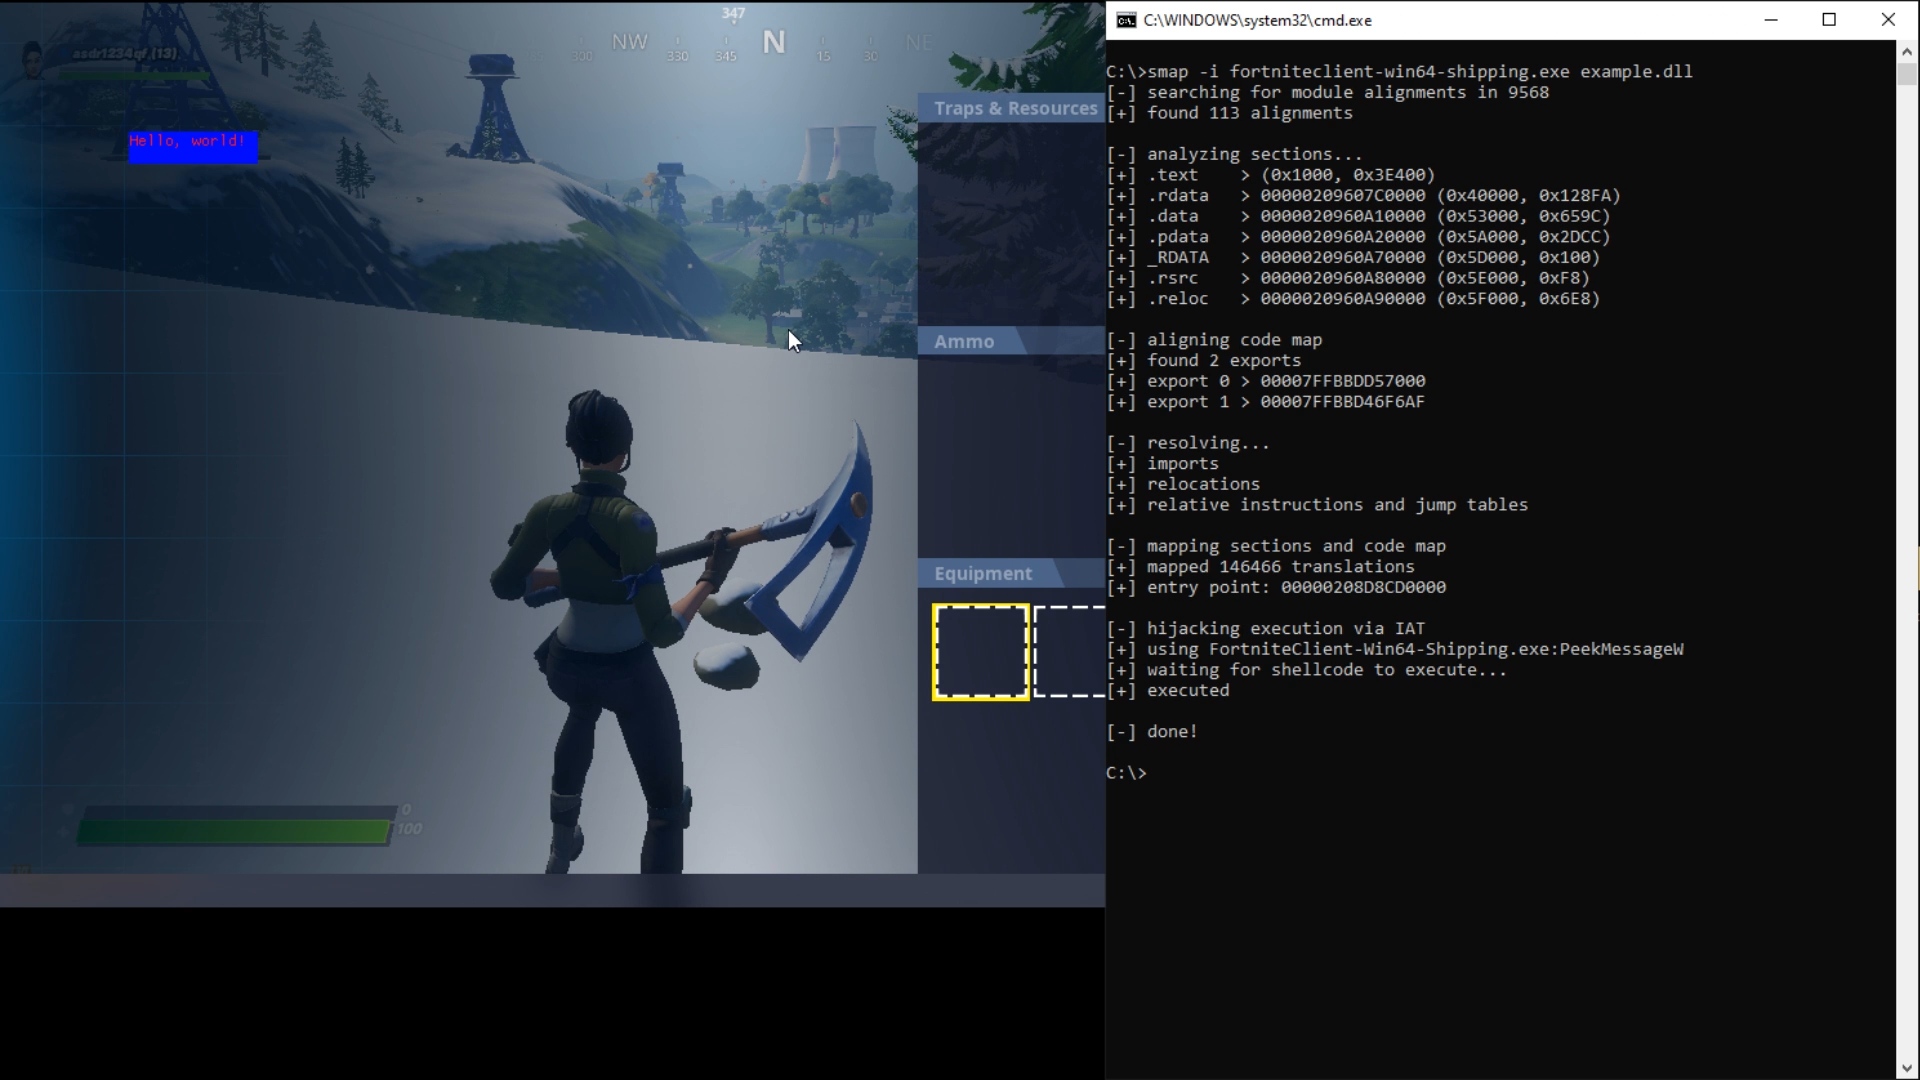 347
NW
N
NE
300
330
345
15
30
asdr1234qf,(13)
Hello, world!
Traps & Resources
Ammo
Equipment
0
100
C:\WINDOWS\system32\cmd.exe
C:\>smap -i fortniteclient-win64-shipping.exe example.dll
[-] searching for module alignments in 9568
[+] found 113 alignments
[-] analyzing sections...
[+] .text    > (0x1000, 0x3E400)
[+] .rdata   > 00000209607C0000 (0x40000, 0x128FA)
[+] .data    > 0000020960A10000 (0x53000, 0x659C)
[+] .pdata   > 0000020960A20000 (0x5A000, 0x2DCC)
[+] _RDATA   > 0000020960A70000 (0x5D000, 0x100)
[+] .rsrc    > 0000020960A80000 (0x5E000, 0xF8)
[+] .reloc   > 0000020960A90000 (0x5F000, 0x6E8)
[-] aligning code map
[+] found 2 exports
[+] export 0 > 00007FFBBDD57000
[+] export 1 > 00007FFBBD46F6AF
[-] resolving...
[+] imports
[+] relocations
[+] relative instructions and jump tables
[-] mapping sections and code map
[+] mapped 146466 translations
[+] entry point: 00000208D8CD0000
[-] hijacking execution via IAT
[+] using FortniteClient-Win64-Shipping.exe:PeekMessageW
[+] waiting for shellcode to execute...
[+] executed
[-] done!
C:\>